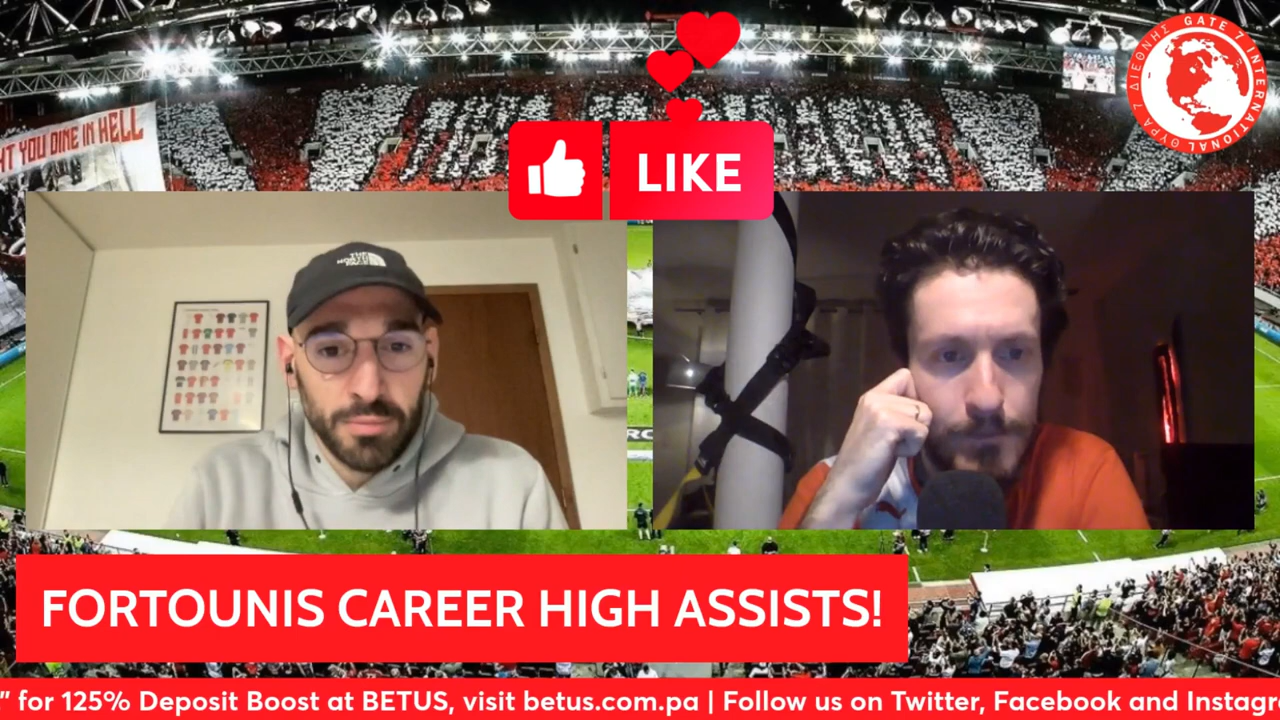 ΘΥΡΑ 7 ΔΙΕΘΝΗΣ GATE 7 INTERNATIONAL
YOU DINE IN HELL
LIKE
THE
NORTH
FACE
FORTOUNIS CAREER HIGH ASSISTS!
" for 125% Deposit Boost at BETUS, visit betus.com.pa | Follow us on Twitter, Facebook and Instagr